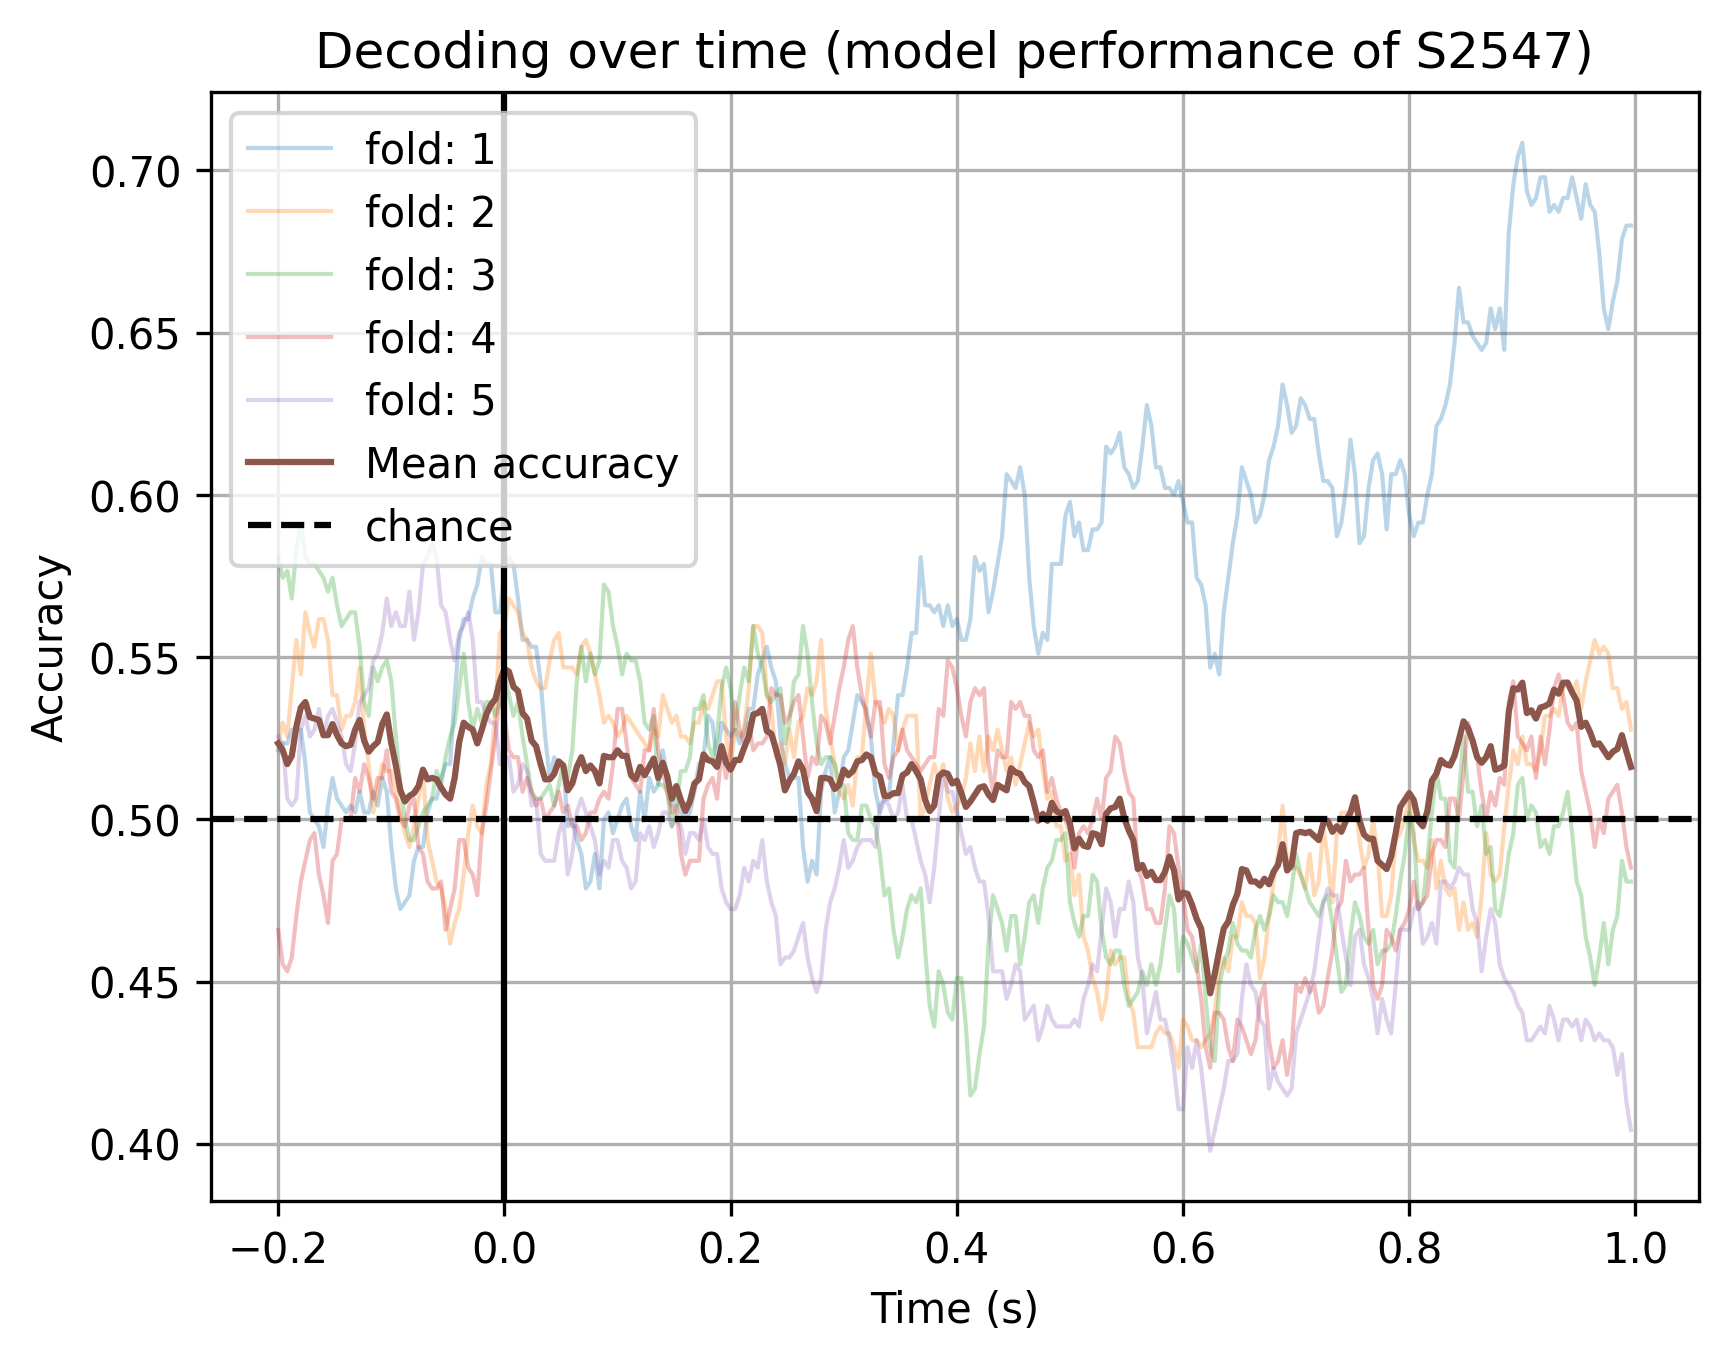 Decoding over time (model performance of S2547)
fold: 1
fold: 2
fold: 3
fold: 4
fold: 5
Mean accuracy
chance
Accuracy
0.70
0.65
0.60
0.55
0.50
0.45
0.40
−0.2 0.0 0.2 0.4 0.6 0.8 1.0
Time (s)